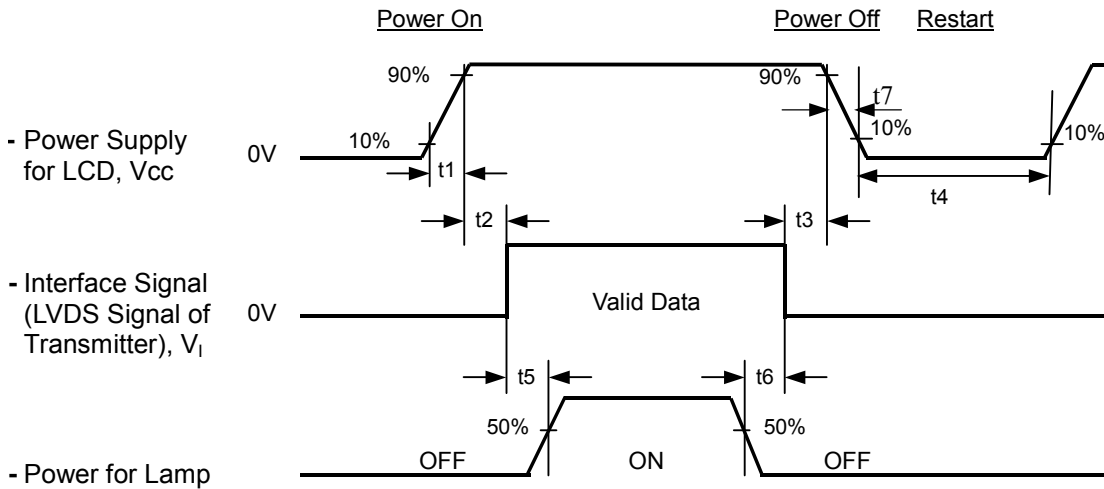 Power On
Power Off
Restart
90%
90%
t7
- Power Supply
for LCD, Vcc
0V
10%
10%
10%
t1
t4
t2
t3
- Interface Signal
(LVDS Signal of
Transmitter), VI
0V
Valid Data
t5
t6
50%
50%
- Power for Lamp
OFF
ON
OFF